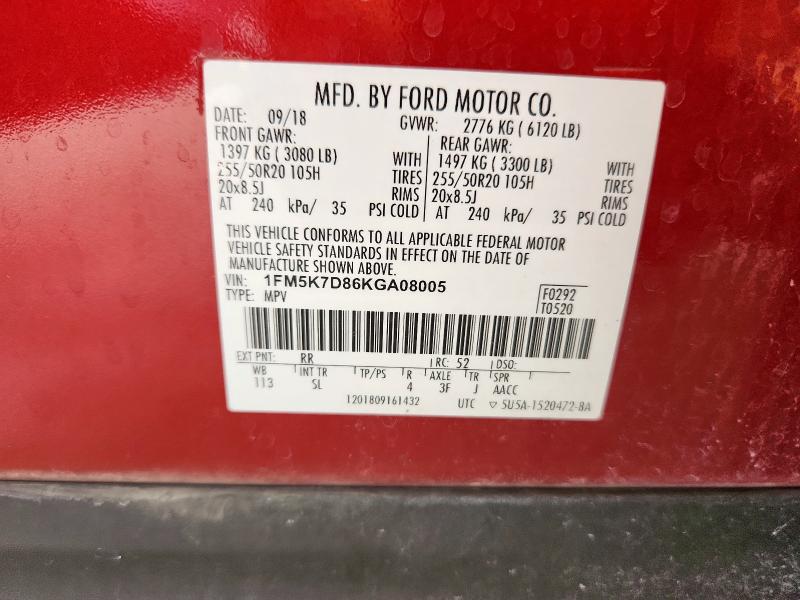 MFD. BY FORD MOTOR CO.
DATE: 09/18 GVWR: 2776 KG ( 6120 LB)
FRONT GAWR: REAR GAWR:
1397 KG ( 3080 LB) WITH 1497 KG ( 3300 LB) WITH
255/50R20 105H TIRES 255/50R20 105H TIRES
20x8.5J RIMS 20x8.5J RIMS
AT 240 kPa/ 35 PSI COLD AT 240 kPa/ 35 PSI COLD
THIS VEHICLE CONFORMS TO ALL APPLICABLE FEDERAL MOTOR
VEHICLE SAFETY STANDARDS IN EFFECT ON THE DATE OF
MANUFACTURE SHOWN ABOVE.
VIN: 1FM5K7D86KGA08005
TYPE: MPV
F0292
T0520
EXT PNT: RR RC: 52 DSO:
WB INT TR TP/PS R AXLE TR SPR
113 SL 4 3F J AACC
1201809161432 UTC ▽ 5U5A-1520472-8A